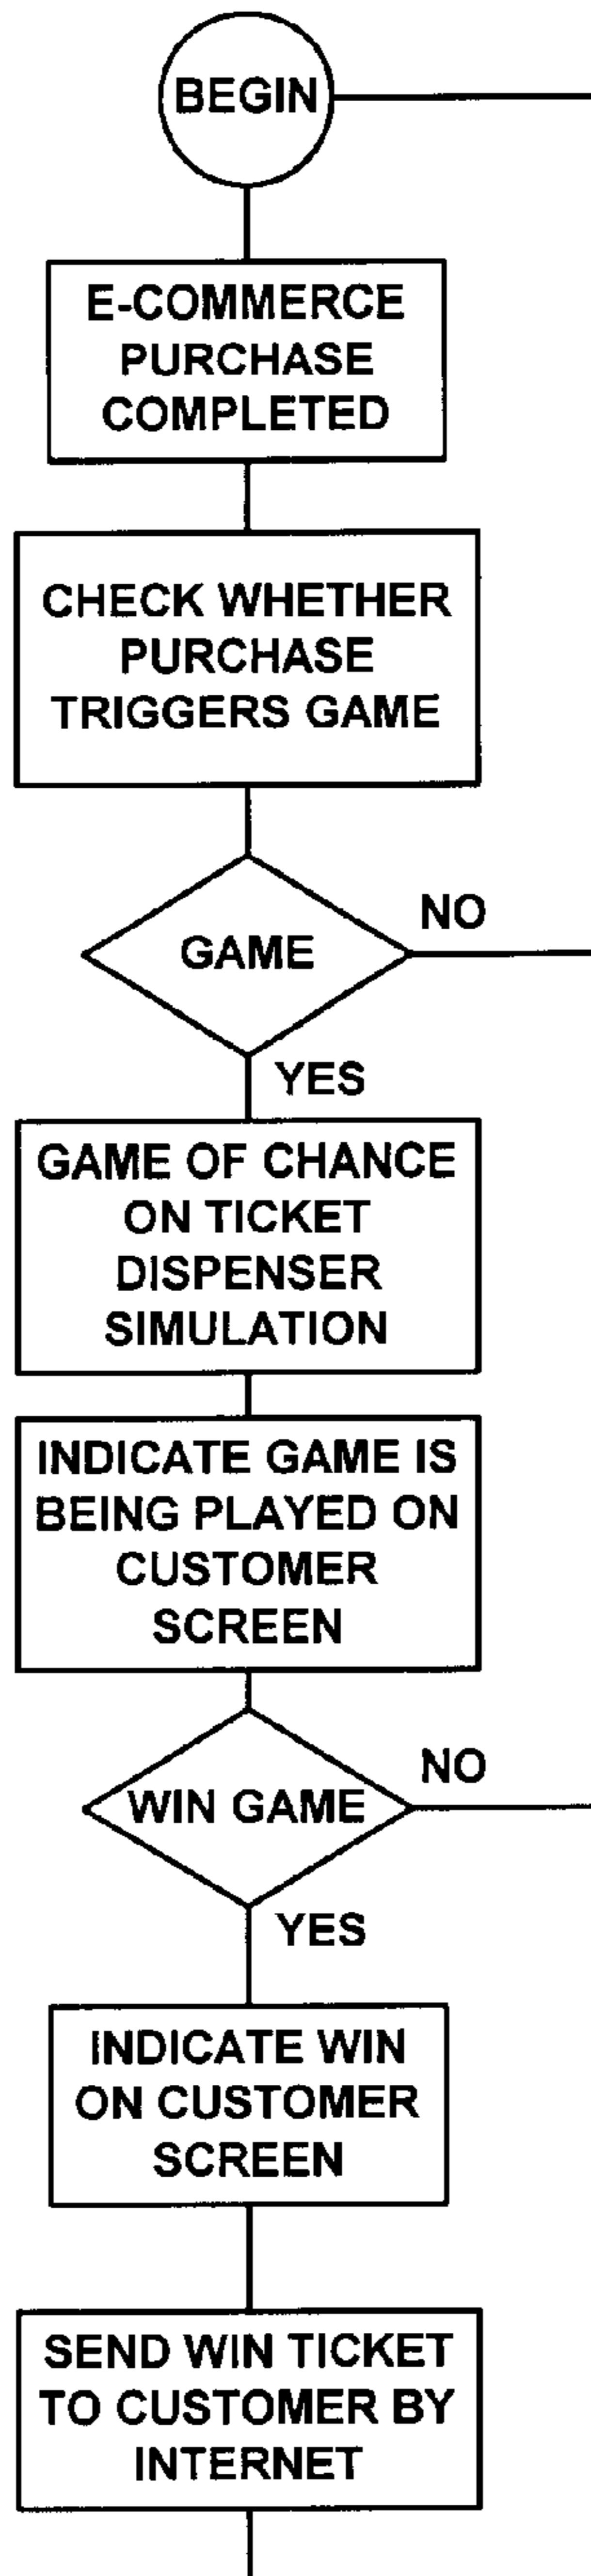 BEGIN
E-COMMERCE
PURCHASE
COMPLETED
CHECK WHETHER
PURCHASE
TRIGGERS GAME
GAME
NO
YES
GAME OF CHANCE
ON TICKET
DISPENSER
SIMULATION
INDICATE GAME IS
BEING PLAYED ON
CUSTOMER
SCREEN
WIN GAME
NO
YES
INDICATE WIN
ON CUSTOMER
SCREEN
SEND WIN TICKET
TO CUSTOMER BY
INTERNET